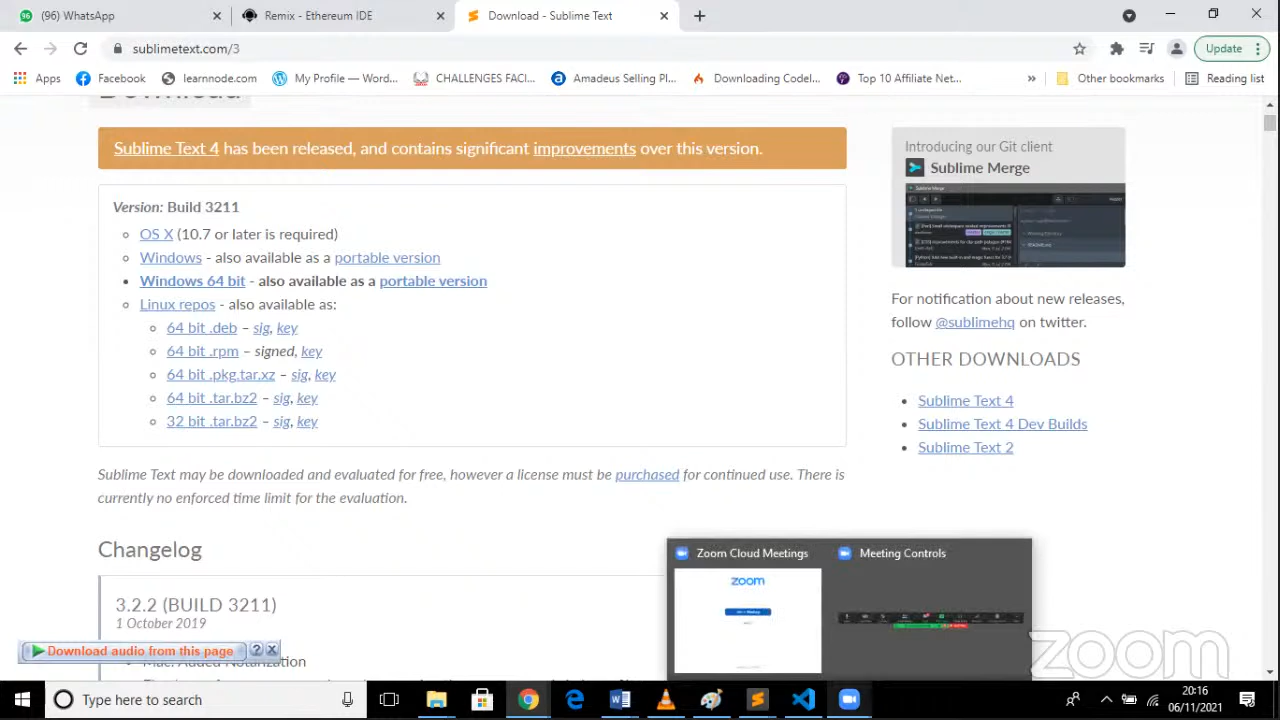 (96) WhatsApp
Remix - Ethereum IDE
Download - Sublime Text
sublimetext.com/3
Update
Apps
Facebook
learnnode.com
My Profile — Word...
CHALLENGES FACI...
Amadeus Selling Pl...
Downloading Codel...
Top 10 Affiliate Net...
»
Other bookmarks
Reading list
Download
Sublime Text 4 has been released, and contains significant improvements over this version.
Version: Build 3211
OS X (10.7 or later is required)
Windows - also available as a portable version
Windows 64 bit - also available as a portable version
Linux repos - also available as:
64 bit .deb – sig, key
64 bit .rpm – signed, key
64 bit .pkg.tar.xz – sig, key
64 bit .tar.bz2 – sig, key
32 bit .tar.bz2 – sig, key
Sublime Text may be downloaded and evaluated for free, however a license must be purchased for continued use. There is
currently no enforced time limit for the evaluation.
Changelog
3.2.2 (BUILD 3211)
1 October 2019
Mac: Added Notarization
Introducing our Git client
Sublime Merge
For notification about new releases,
follow @sublimehq on twitter.
OTHER DOWNLOADS
Sublime Text 4
Sublime Text 4 Dev Builds
Sublime Text 2
Zoom Cloud Meetings
Meeting Controls
zoom
Download audio from this page
?
zoom
Type here to search
20:16
06/11/2021